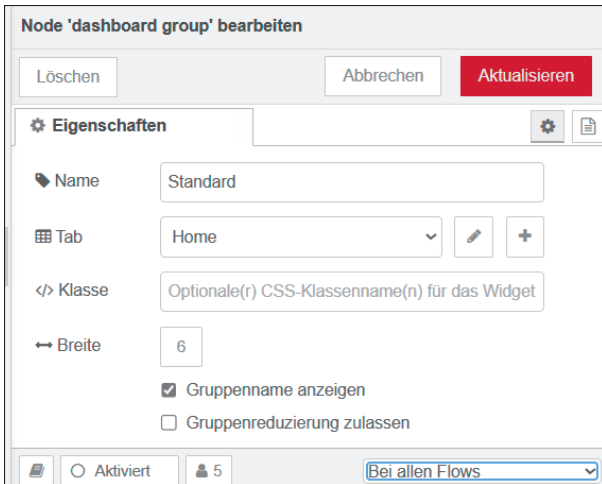 Node 'dashboard group' bearbeiten
Löschen Abbrechen Aktualisieren
Eigenschaften
Name Standard
Tab Home
</> Klasse Optionale(r) CSS-Klassenname(n) für das Widget
Breite 6
Gruppenname anzeigen
Gruppenreduzierung zulassen
Aktiviert 5 Bei allen Flows